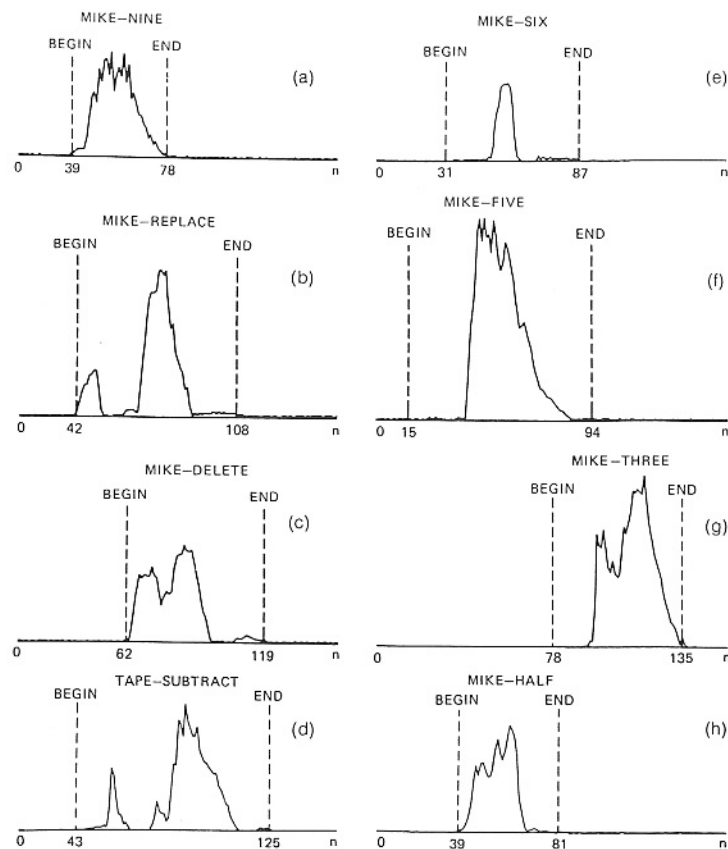 MIKE–NINE
BEGIN END
(a)
0 39 78 n
MIKE–REPLACE
BEGIN END
(b)
0 42 108 n
MIKE–DELETE
BEGIN END
(c)
0 62 119 n
TAPE–SUBTRACT
BEGIN END
(d)
0 43 125 n
MIKE–SIX
BEGIN END
(e)
0 31 87 n
MIKE–FIVE
BEGIN END
(f)
0 15 94 n
MIKE–THREE
BEGIN END
(g)
0 78 135 n
MIKE–HALF
BEGIN END
(h)
0 39 81 n